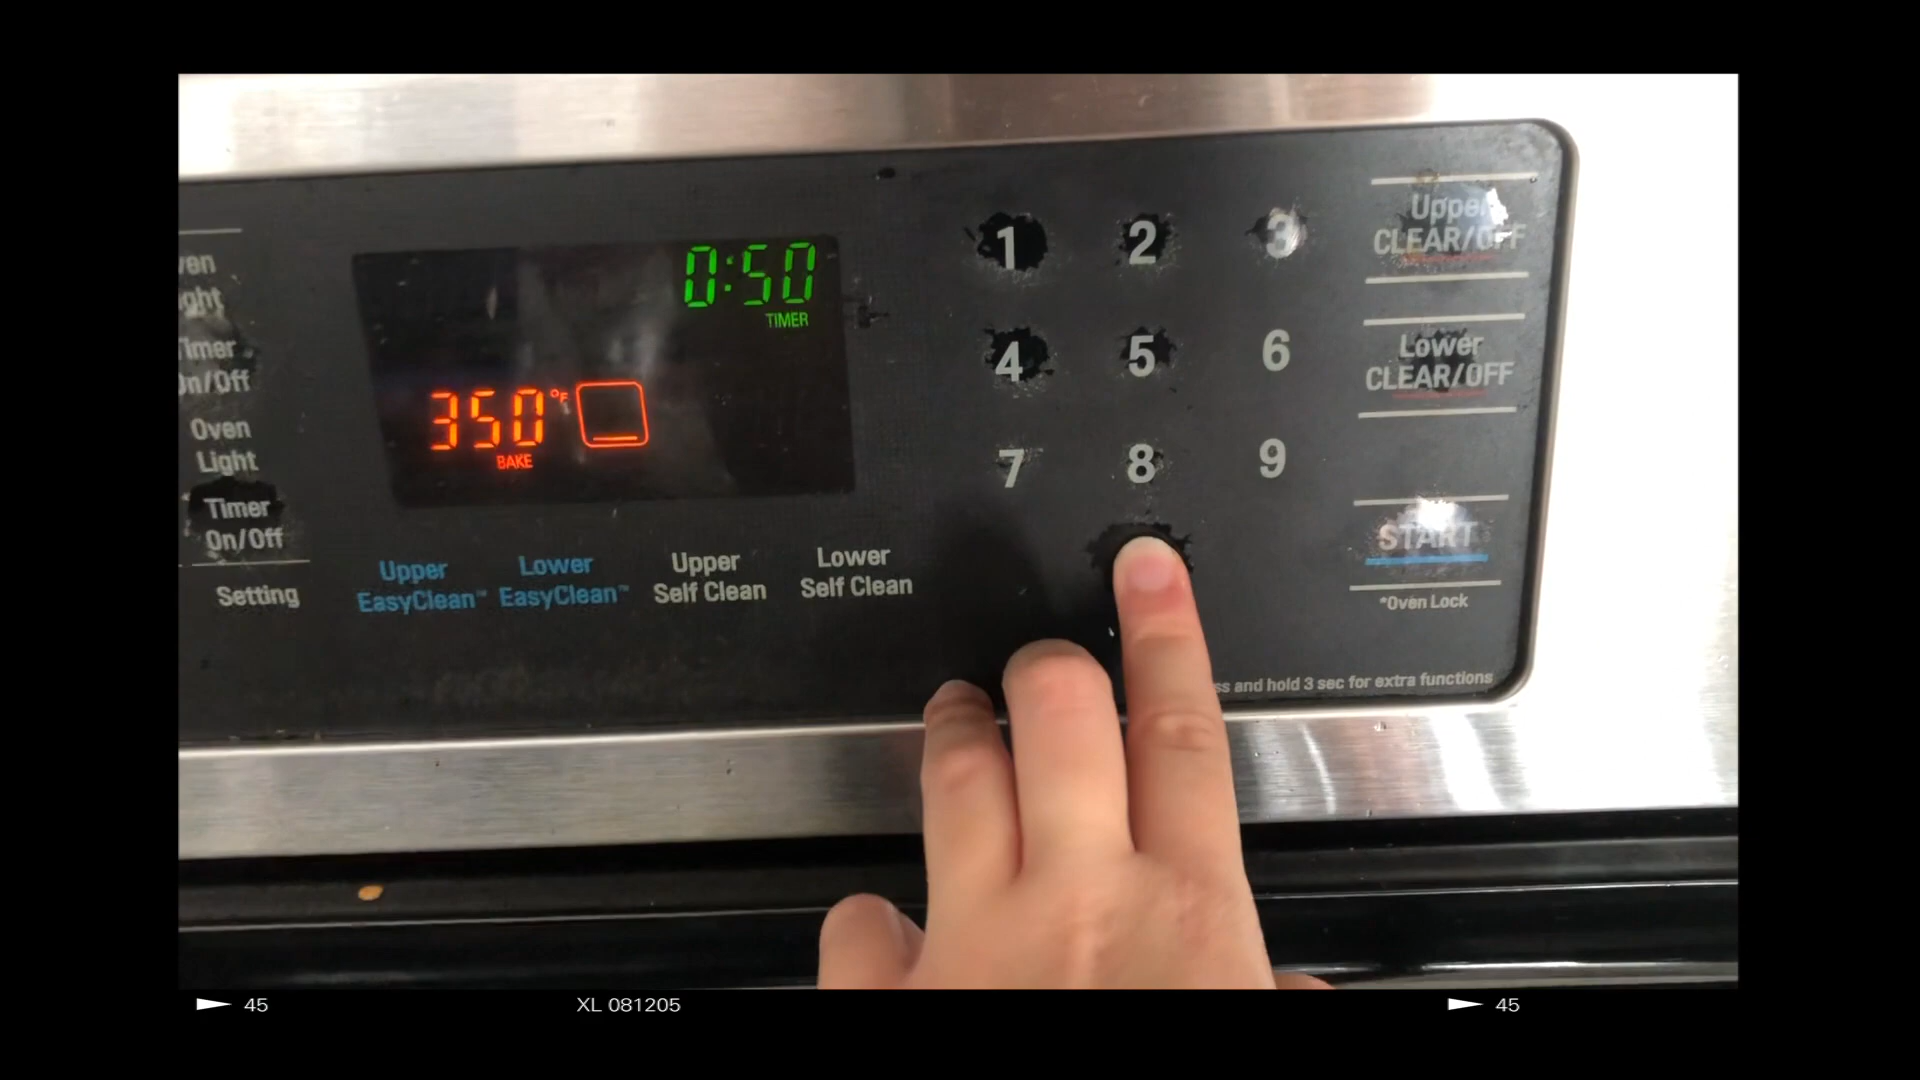 0:50
TIMER
350°F
BAKE
1 2 3
4 5 6
7 8 9
Upper
CLEAR/OFF
Lower
CLEAR/OFF
START
*Oven Lock
On/Off
Oven
Light
Timer
On/Off
Setting
Upper
EasyClean™
Lower
EasyClean™
Upper
Self Clean
Lower
Self Clean
and hold 3 sec for extra functions
45 XL 081205 45